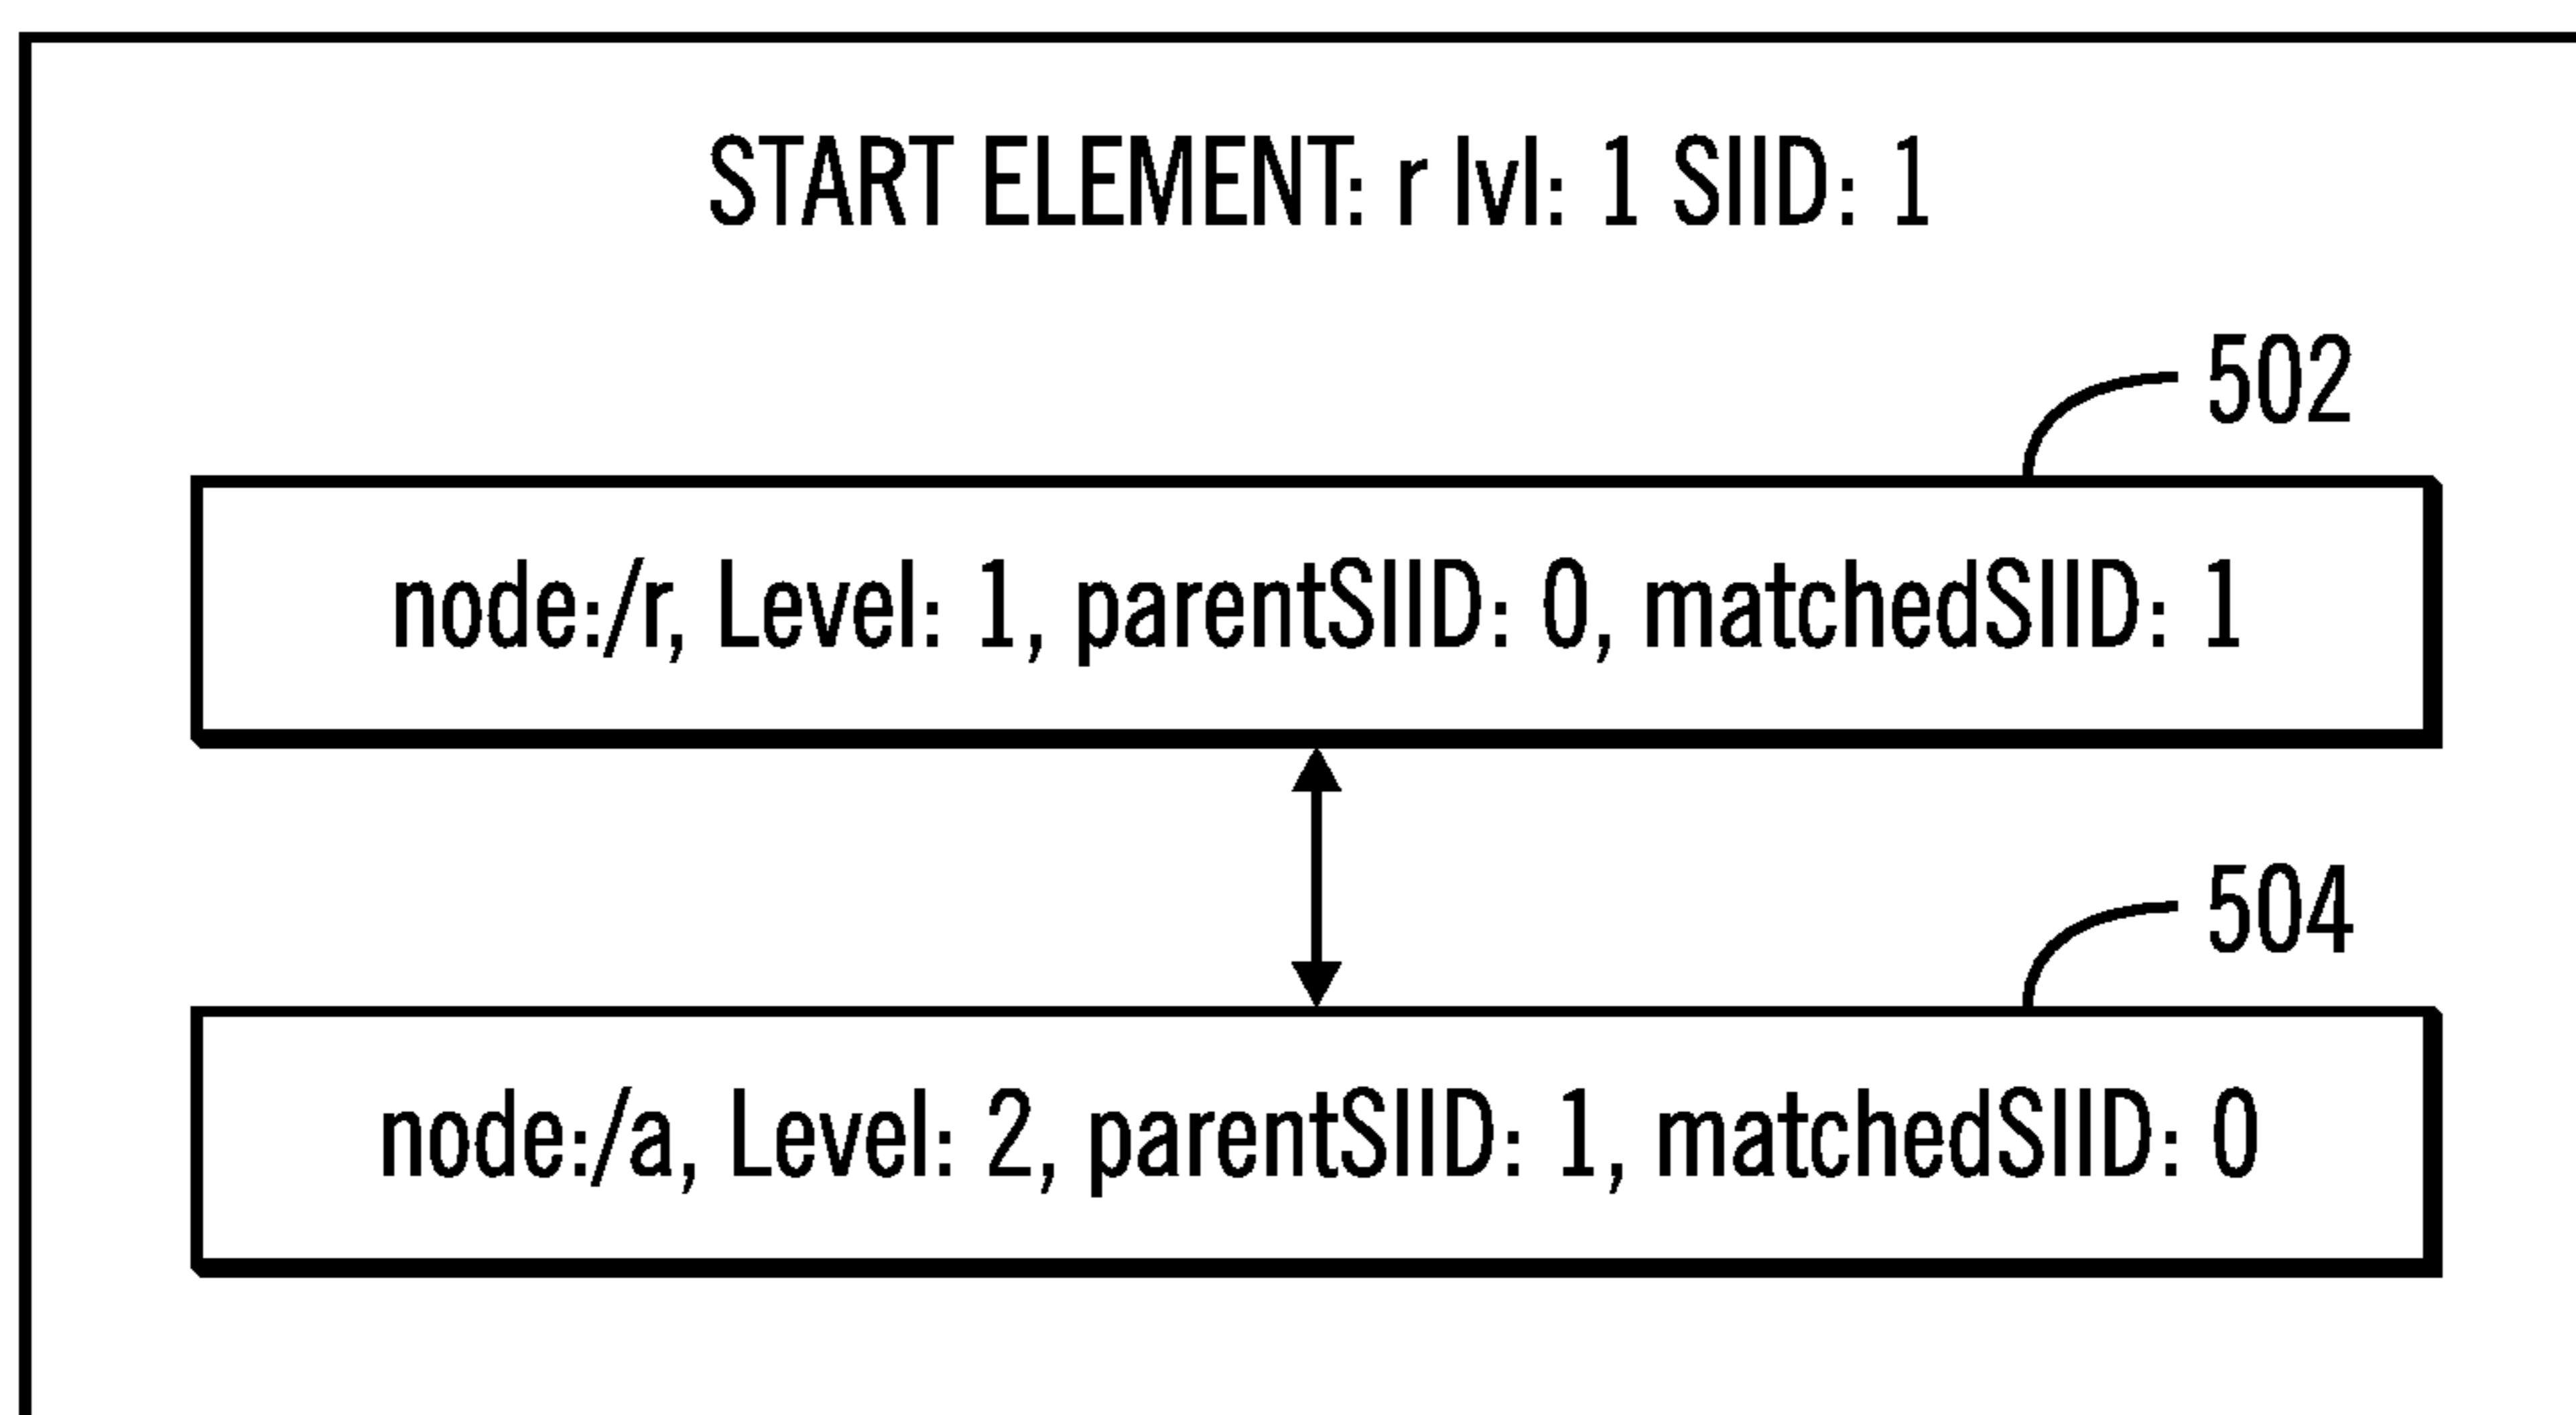 START ELEMENT: r lvl: 1 SIID: 1
502
node:/r, Level: 1, parentSIID: 0, matchedSIID: 1
504
node:/a, Level: 2, parentSIID: 1, matchedSIID: 0